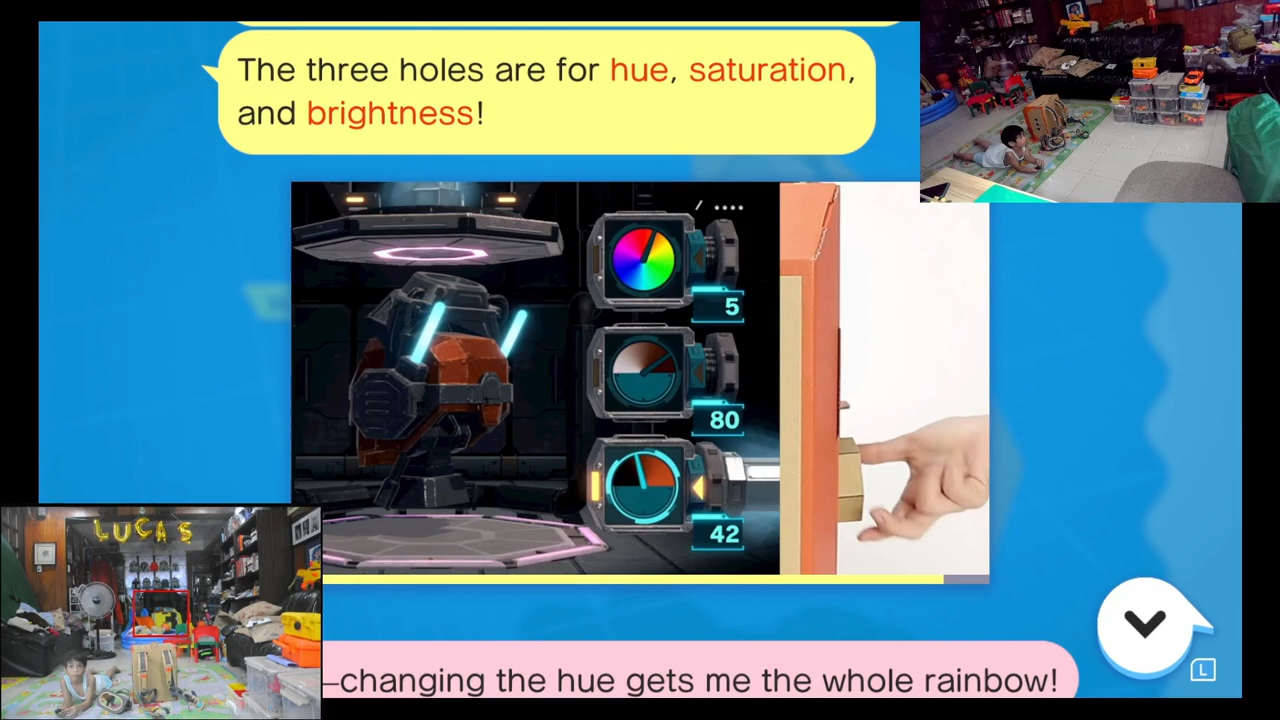 The three holes are for hue, saturation,
and brightness!
5
80
42
LUCAS
–changing the hue gets me the whole rainbow!
L